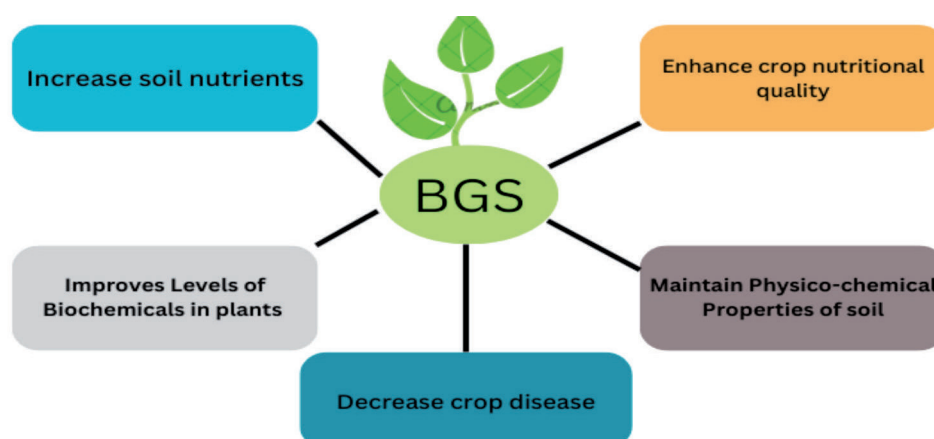 Increase soil nutrients
Enhance crop nutritional
quality
BGS
Improves Levels of
Biochemicals in plants
Maintain Physico-chemical
Properties of soil
Decrease crop disease